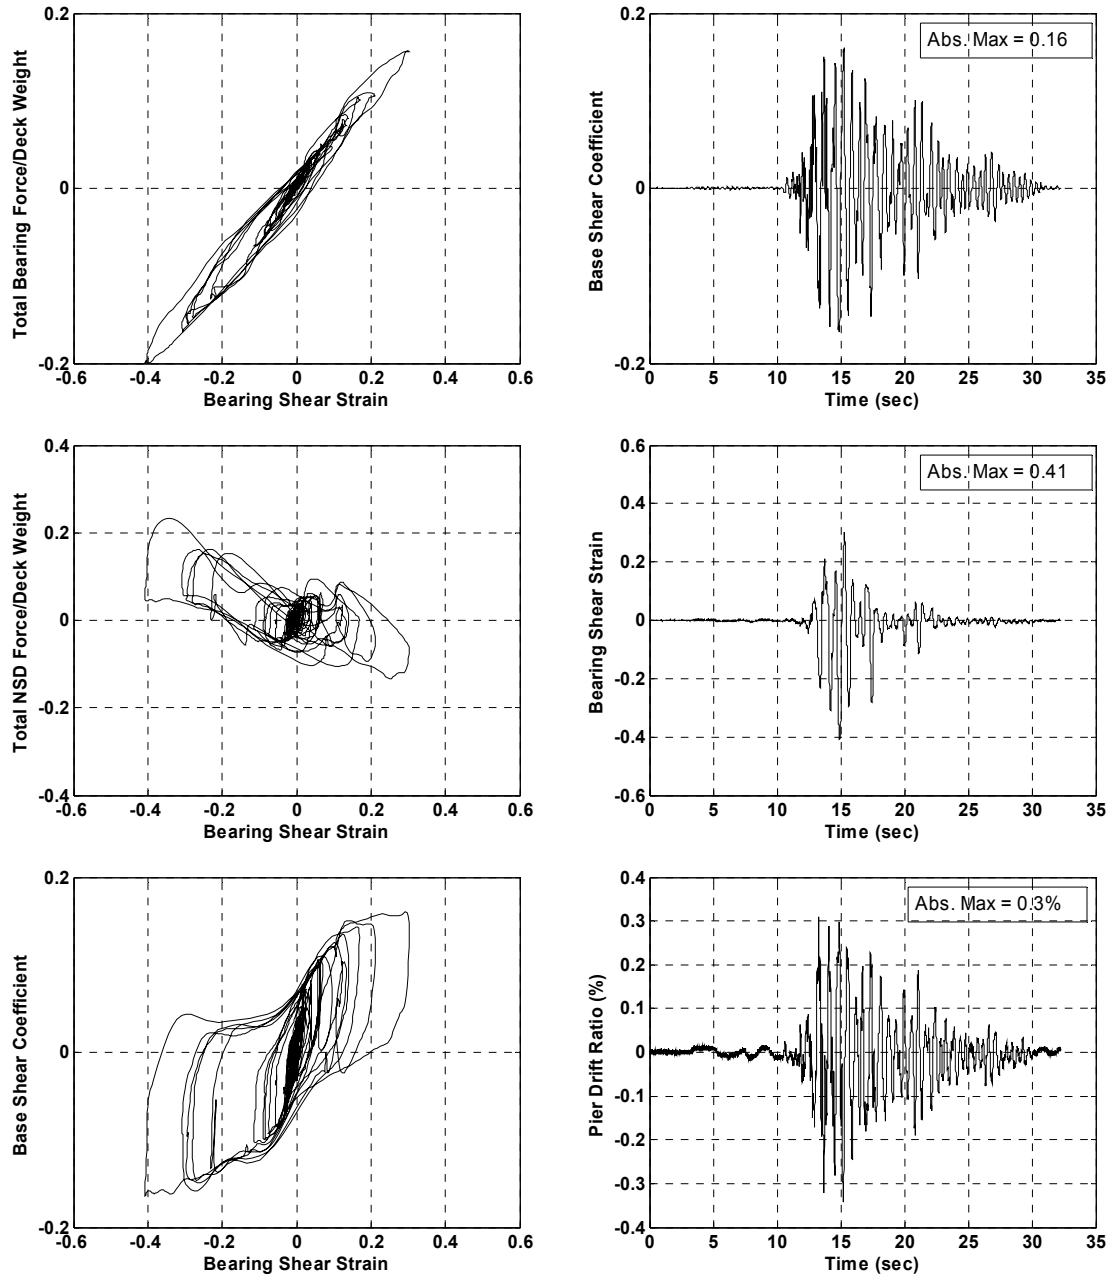 0.2
0
-0.2
-0.6 -0.4 -0.2 0 0.2 0.4 0.6
Bearing Shear Strain
Total Bearing Force/Deck Weight
Abs. Max = 0.16
0.2
0
-0.2
0 5 10 15 20 25 30 35
Time (sec)
Base Shear Coefficient
0.4
0.2
0
-0.2
-0.4
-0.6 -0.4 -0.2 0 0.2 0.4 0.6
Bearing Shear Strain
Total NSD Force/Deck Weight
Abs. Max = 0.41
0.6
0.4
0.2
0
-0.2
-0.4
-0.6
0 5 10 15 20 25 30 35
Time (sec)
Bearing Shear Strain
0.2
0
-0.2
-0.6 -0.4 -0.2 0 0.2 0.4 0.6
Bearing Shear Strain
Base Shear Coefficient
Abs. Max = 0.3%
0.4
0.3
0.2
0.1
0
-0.1
-0.2
-0.3
-0.4
0 5 10 15 20 25 30 35
Time (sec)
Pier Drift Ratio (%)